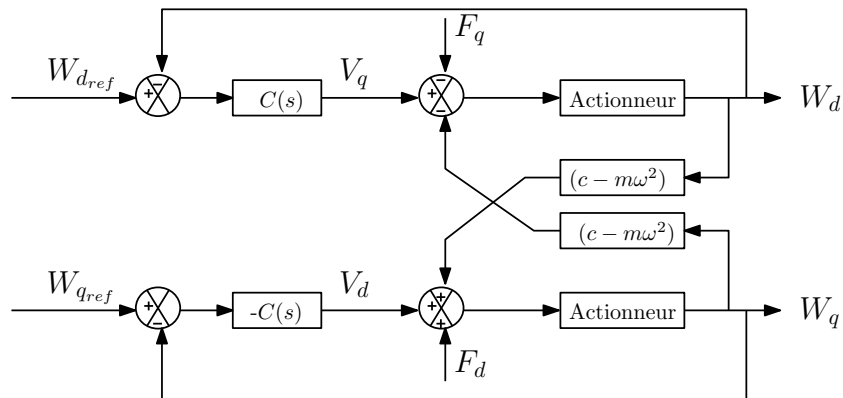 F_q
W_{d_{ref}} + − C(s) V_q + − − Actionneur W_d
(c − mω²)
(c − mω²)
W_{q_{ref}} + − -C(s) V_d + + + Actionneur W_q
F_d